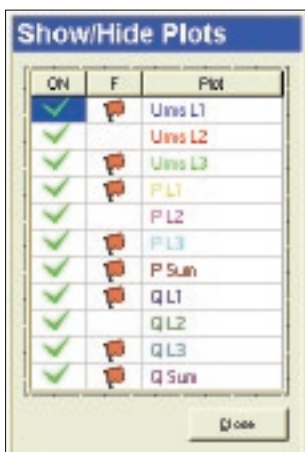 Show/Hide Plots
ON F Plot
Urms L1
Urms L2
Urms L3
P L1
P L2
P L3
P Sum
Q L1
Q L2
Q L3
Q Sum
Close